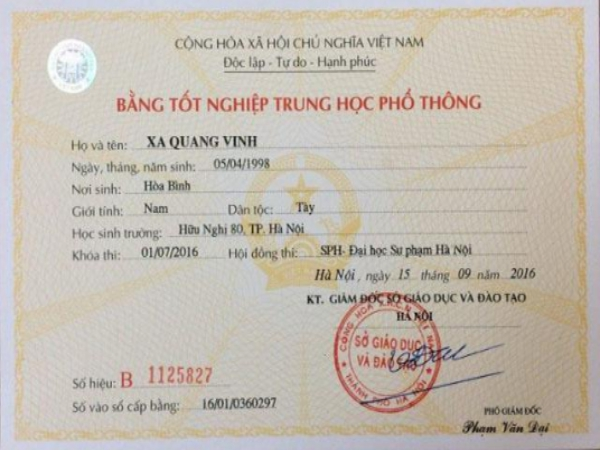 CỘNG HÒA XÃ HỘI CHỦ NGHĨA VIỆT NAM
Độc lập - Tự do - Hạnh phúc
BẰNG TỐT NGHIỆP TRUNG HỌC PHỔ THÔNG
Họ và tên: XA QUANG VINH
Ngày, tháng, năm sinh: 05/04/1998
Nơi sinh: Hòa Bình
Giới tính: Nam Dân tộc: Tày
Học sinh trường: Hữu Nghị 80, TP. Hà Nội
Khóa thi: 01/07/2016 Hội đồng thi: SPH- Đại học Sư phạm Hà Nội
Hà Nội, ngày 15 tháng 09 năm 2016
KT. GIÁM ĐỐC SỞ GIÁO DỤC VÀ ĐÀO TẠO
HÀ NỘI
SỞ GIÁO DỤC
VÀ ĐÀO
THÀNH PHỐ HÀ NỘI
Số hiệu: B 1125827
Số vào sổ cấp bằng: 16/01/0360297
PHÓ GIÁM ĐỐC
Phạm Văn Đại